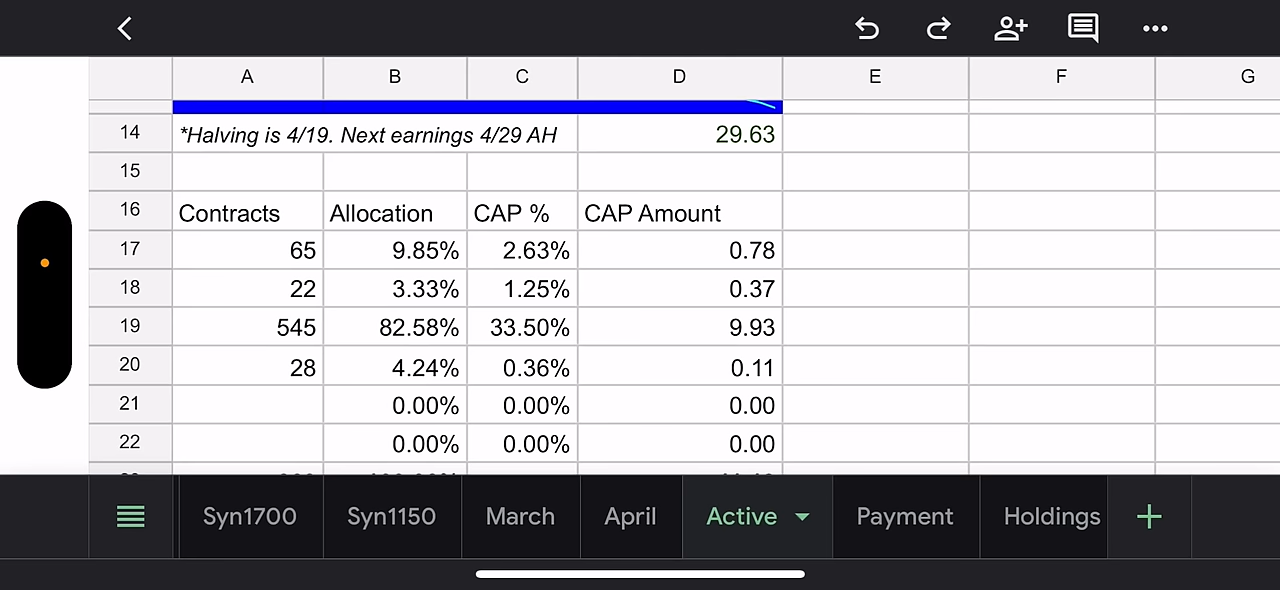 A B C D E F G
14 *Halving is 4/19. Next earnings 4/29 AH 29.63
15
16 Contracts Allocation CAP % CAP Amount
17 65 9.85% 2.63% 0.78
18 22 3.33% 1.25% 0.37
19 545 82.58% 33.50% 9.93
20 28 4.24% 0.36% 0.11
21 0.00% 0.00% 0.00
22 0.00% 0.00% 0.00
Syn1700 Syn1150 March April Active Payment Holdings